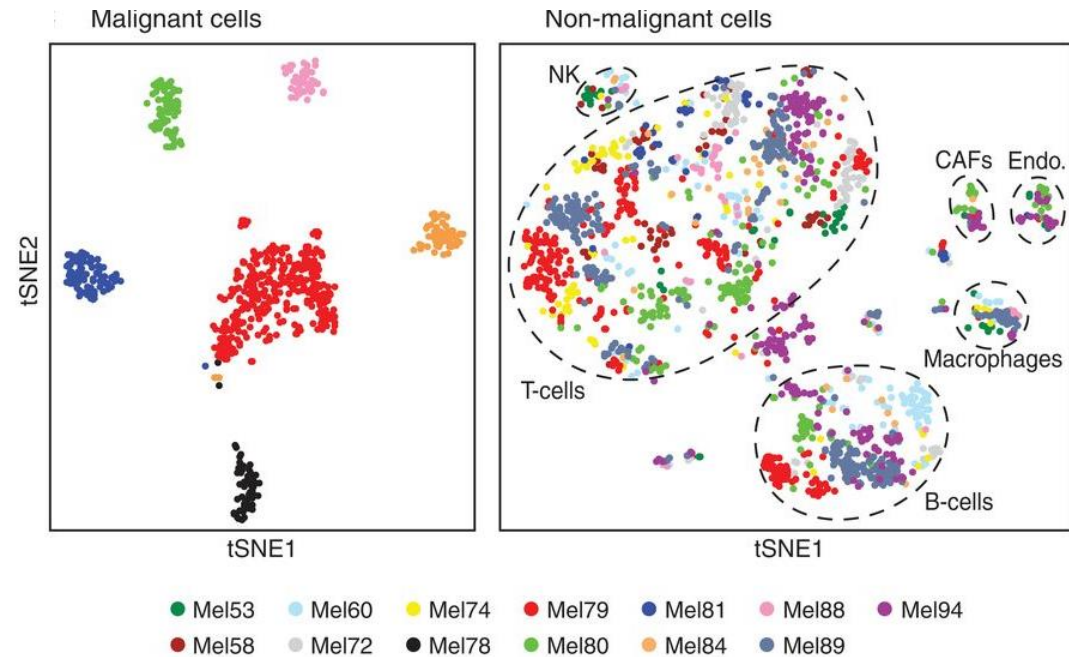 Malignant cells
Non-malignant cells
NK
CAFs Endo.
Macrophages
T-cells
B-cells
tSNE2
tSNE1
tSNE1
Mel53 Mel60 Mel74 Mel79 Mel81 Mel88 Mel94
Mel58 Mel72 Mel78 Mel80 Mel84 Mel89